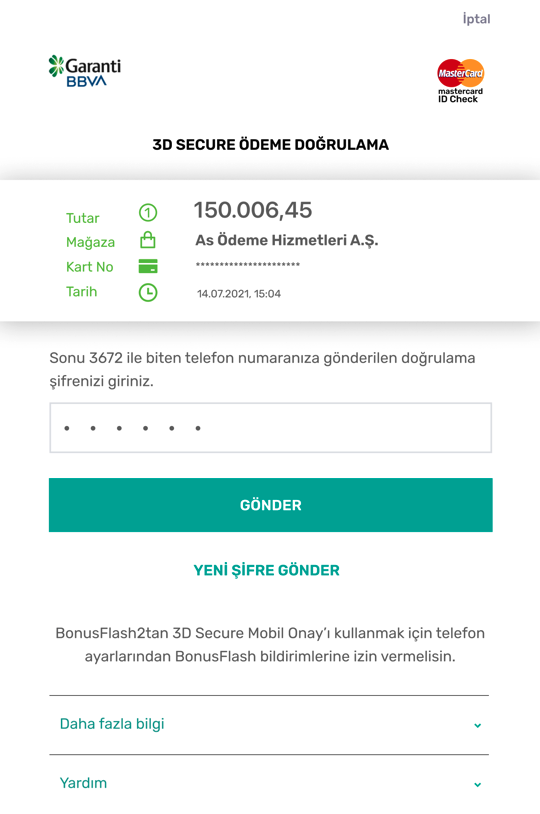 İptal
Garanti
BBVA
MasterCard
mastercard
ID Check
3D SECURE ÖDEME DOĞRULAMA
Tutar 1 150.006,45
Mağaza As Ödeme Hizmetleri A.Ş.
Kart No **********************
Tarih 14.07.2021, 15:04
Sonu 3672 ile biten telefon numaranıza gönderilen doğrulama
şifrenizi giriniz.
• • • • • •
GÖNDER
YENİ ŞİFRE GÖNDER
BonusFlash2tan 3D Secure Mobil Onay’ı kullanmak için telefon
ayarlarından BonusFlash bildirimlerine izin vermelisin.
Daha fazla bilgi
Yardım